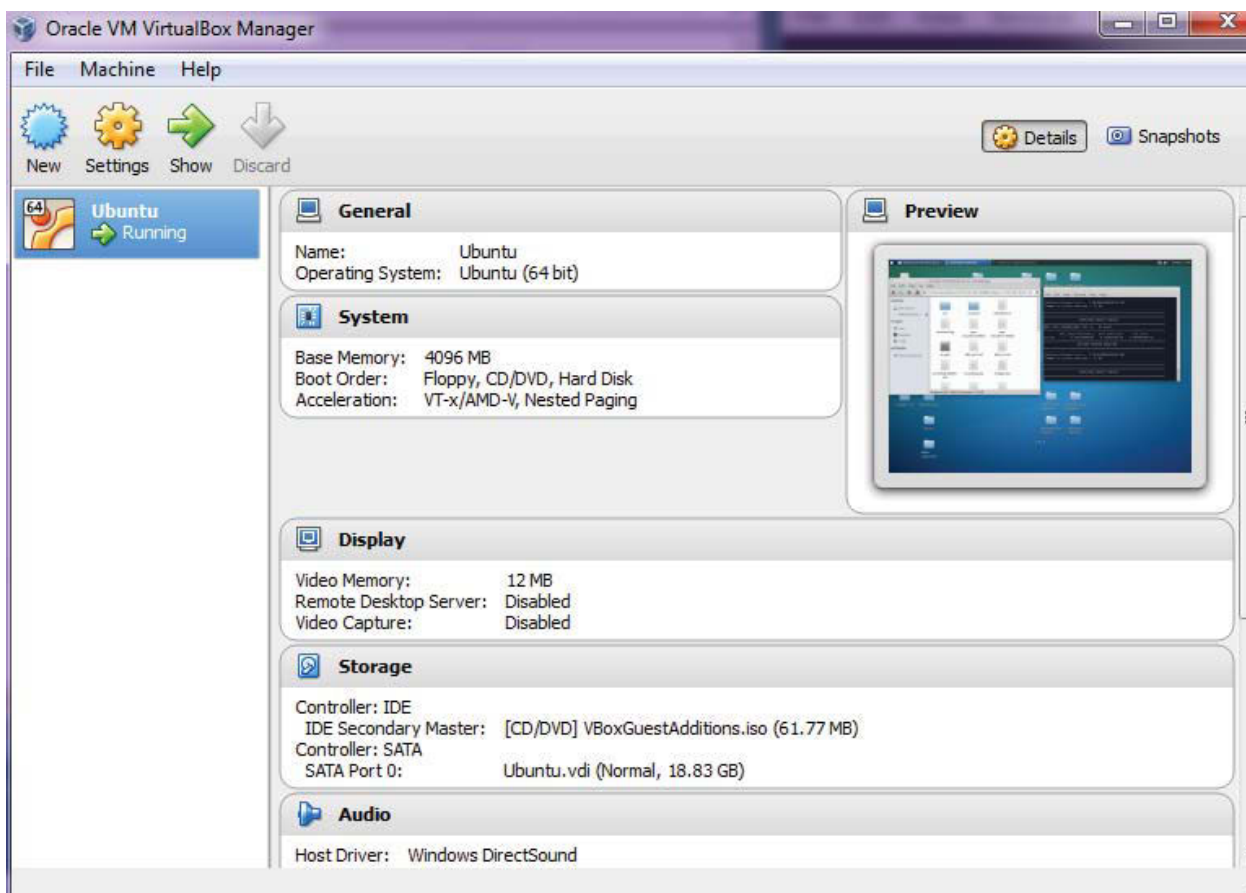 Oracle VM VirtualBox Manager
File Machine Help
New Settings Show Discard
Details Snapshots
64
Ubuntu
Running
General
Name: Ubuntu
Operating System: Ubuntu (64 bit)
System
Base Memory: 4096 MB
Boot Order: Floppy, CD/DVD, Hard Disk
Acceleration: VT-x/AMD-V, Nested Paging
Preview
Display
Video Memory: 12 MB
Remote Desktop Server: Disabled
Video Capture: Disabled
Storage
Controller: IDE
IDE Secondary Master: [CD/DVD] VBoxGuestAdditions.iso (61.77 MB)
Controller: SATA
SATA Port 0: Ubuntu.vdi (Normal, 18.83 GB)
Audio
Host Driver: Windows DirectSound